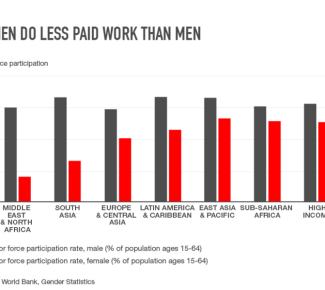 MEN DO LESS PAID WORK THAN MEN
ce participation
MIDDLE EAST & NORTH AFRICA
SOUTH ASIA
EUROPE & CENTRAL ASIA
LATIN AMERICA & CARIBBEAN
EAST ASIA & PACIFIC
SUB-SAHARAN AFRICA
HIGH INCOM
or force participation rate, male (% of population ages 15-64)
or force participation rate, female (% of population ages 15-64)
World Bank, Gender Statistics